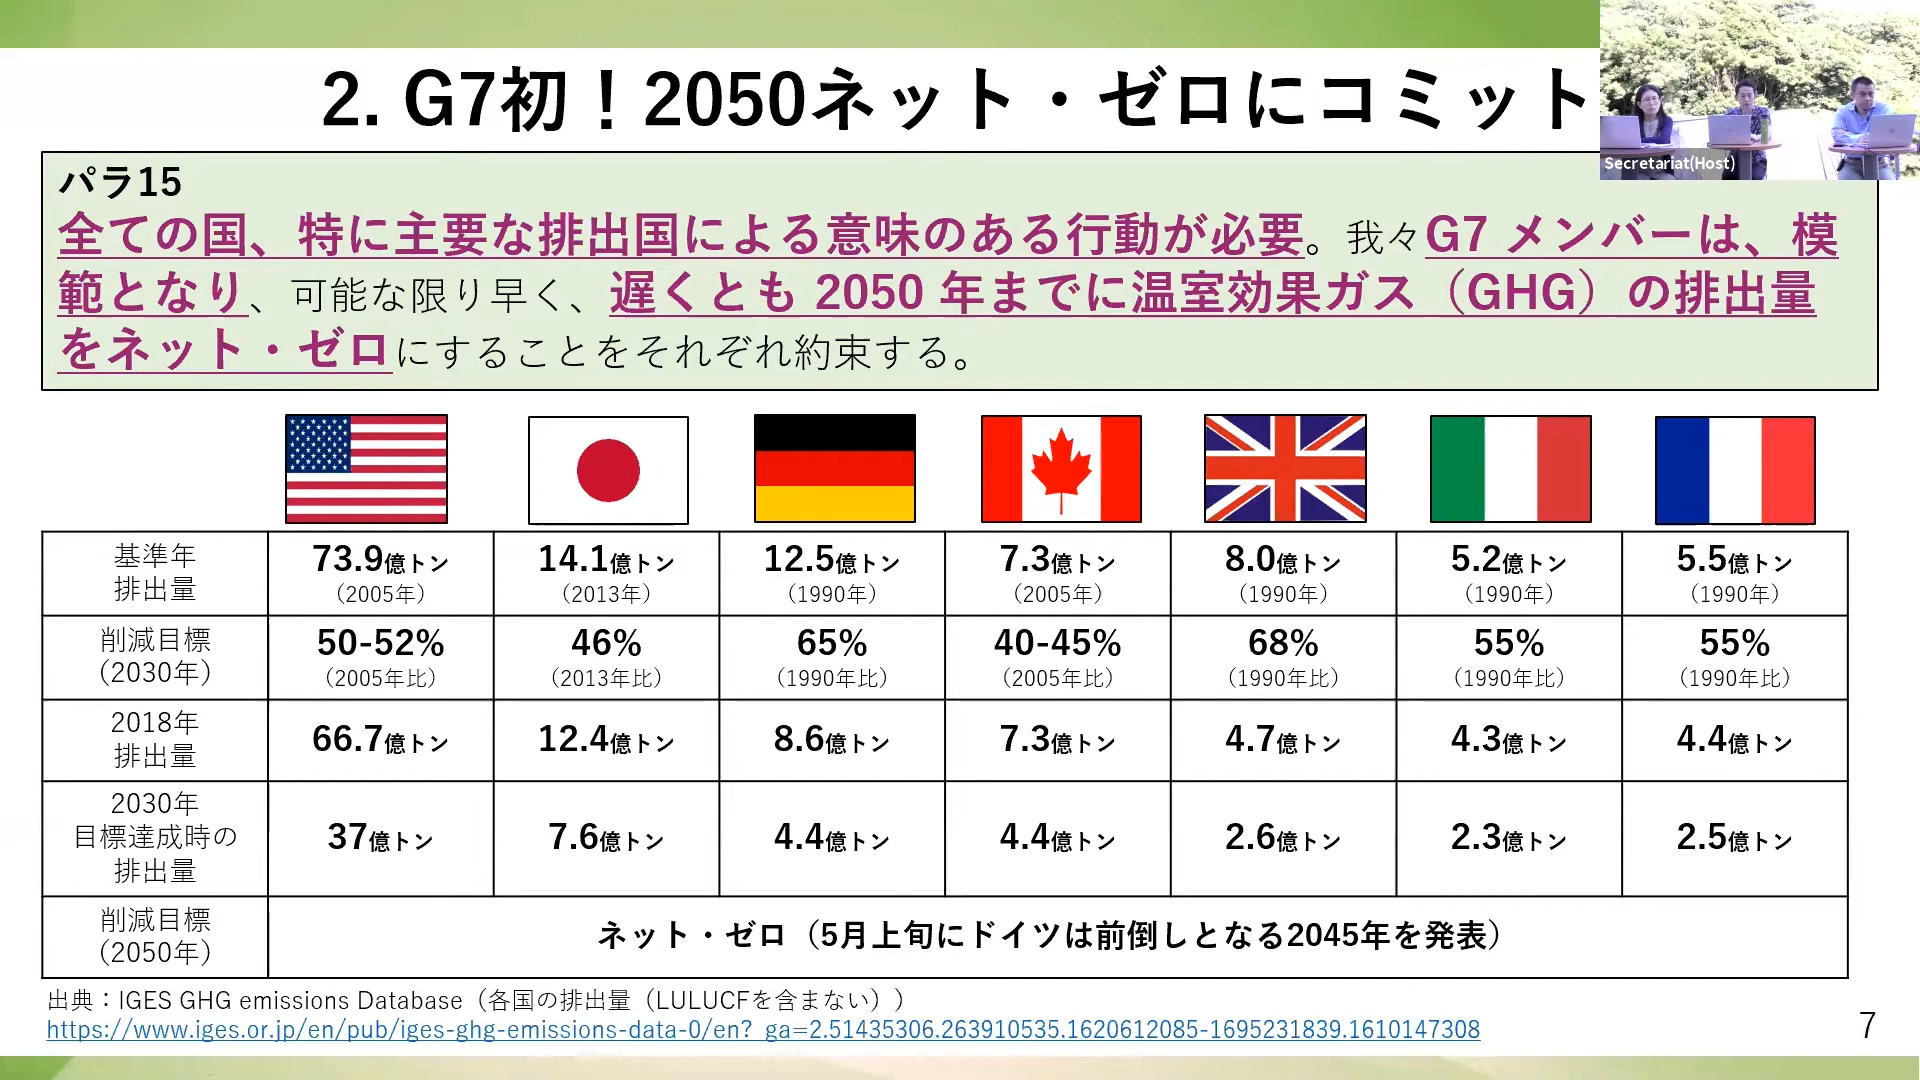 2. G7初！2050ネット・ゼロにコミット
Secretariat(Host)
パラ15
全ての国、特に主要な排出国による意味のある行動が必要。我々G7 メンバーは、模
範となり、可能な限り早く、遅くとも 2050 年までに温室効果ガス（GHG）の排出量
をネット・ゼロにすることをそれぞれ約束する。
基準年
排出量
73.9億トン
（2005年）
14.1億トン
（2013年）
12.5億トン
（1990年）
7.3億トン
（2005年）
8.0億トン
（1990年）
5.2億トン
（1990年）
5.5億トン
（1990年）
削減目標
（2030年）
50-52%
（2005年比）
46%
（2013年比）
65%
（1990年比）
40-45%
（2005年比）
68%
（1990年比）
55%
（1990年比）
55%
（1990年比）
2018年
排出量
66.7億トン
12.4億トン
8.6億トン
7.3億トン
4.7億トン
4.3億トン
4.4億トン
2030年
目標達成時の
排出量
37億トン
7.6億トン
4.4億トン
4.4億トン
2.6億トン
2.3億トン
2.5億トン
削減目標
（2050年）
ネット・ゼロ（5月上旬にドイツは前倒しとなる2045年を発表）
出典：IGES GHG emissions Database（各国の排出量（LULUCFを含まない））
https://www.iges.or.jp/en/pub/iges-ghg-emissions-data-0/en?_ga=2.51435306.263910535.1620612085-1695231839.1610147308
7